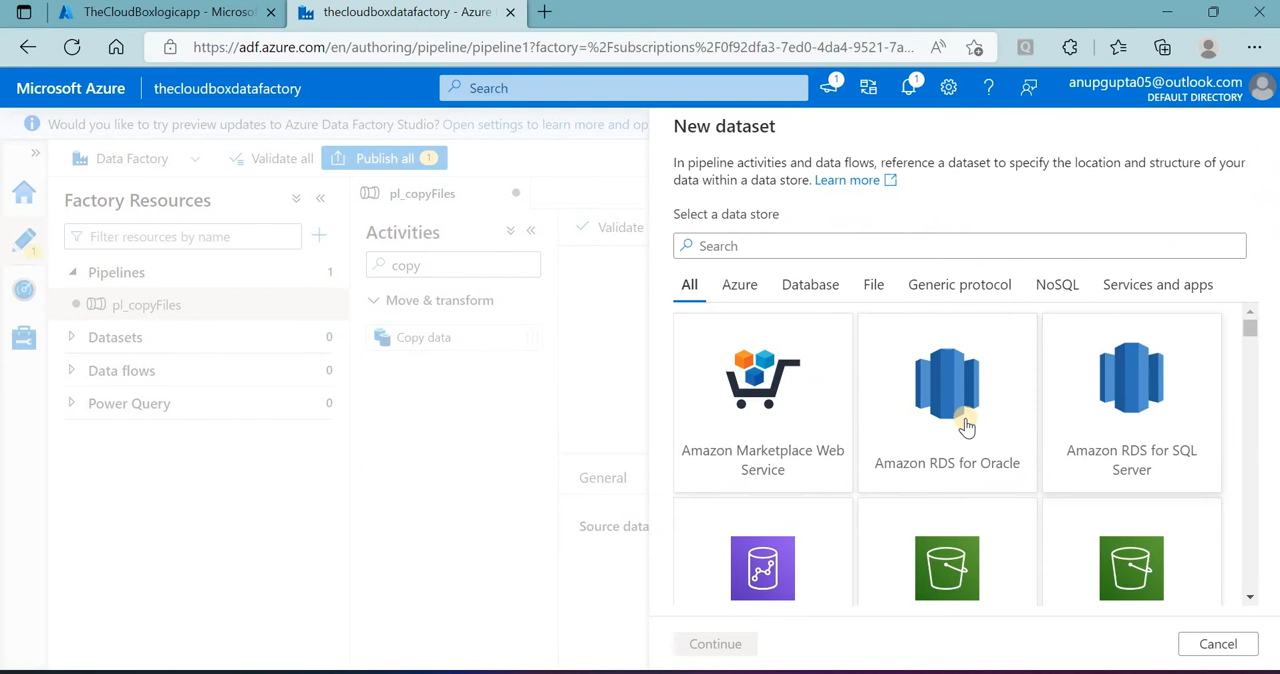 TheCloudBoxlogicapp - Microsof
thecloudboxdatafactory - Azure
https://adf.azure.com/en/authoring/pipeline/pipeline1?factory=%2Fsubscriptions%2F0f92dfa3-7ed0-4da4-9521-7a...
Microsoft Azure
thecloudboxdatafactory
Search
1
1
anupgupta05@outlook.com
DEFAULT DIRECTORY
Would you like to try preview updates to Azure Data Factory Studio? Open settings to learn more and op
Data Factory
Validate all
Publish all 1
Factory Resources
Filter resources by name
Pipelines 1
pl_copyFiles
Datasets 0
Data flows 0
Power Query 0
1
pl_copyFiles
Activities
copy
Move & transform
Copy data
Validate
General
Source data
New dataset
In pipeline activities and data flows, reference a dataset to specify the location and structure of your
data within a data store. Learn more
Select a data store
Search
All Azure Database File Generic protocol NoSQL Services and apps
Amazon Marketplace Web
Service
Amazon RDS for Oracle
Amazon RDS for SQL
Server
Continue
Cancel